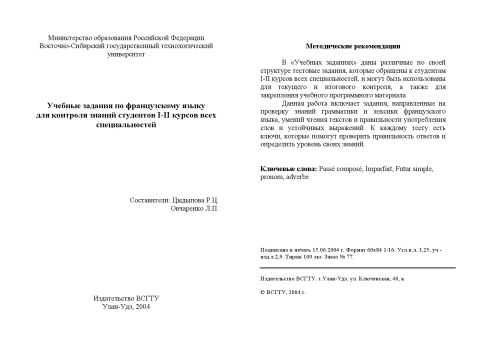 Министерство образования Российской Федерации
Восточно-Сибирский государственный технологический
университет
Учебные задания по французскому языку
для контроля знаний студентов I-II курсов всех
специальностей
Составители: Цыдыпова Р.Ц.
Овчаренко Л.П.
Издательство ВСГТУ
Улан-Удэ, 2004
Методические рекомендации
В «Учебных заданиях» даны различные по своей
структуре тестовые задания, которые обращены к студентам
I-II курсов всех специальностей, и могут быть использованы
для текущего и итогового контроля, а также для
закрепления учебного программного материала.
Данная работа включает задания, направленные на
проверку знаний грамматики и лексики французского
языка, умений чтения текстов и правильности употребления
слов и устойчивых выражений. К каждому тесту есть
ключи, которые помогут проверить правильность ответов и
определить уровень своих знаний.
Ключевые слова: Passé composé, Imparfait, Futur simple,
pronom, adverbe
Подписано в печать 15.06.2004 г. Формат 60х84 1/16. Усл.п.л. 3,25, уч.-
изд.л.2,9. Тираж 100 экз. Заказ № 77.
Издательство ВСГТУ. г.Улан-Удэ, ул. Ключевская, 40, в.
© ВСГТУ, 2004 г.